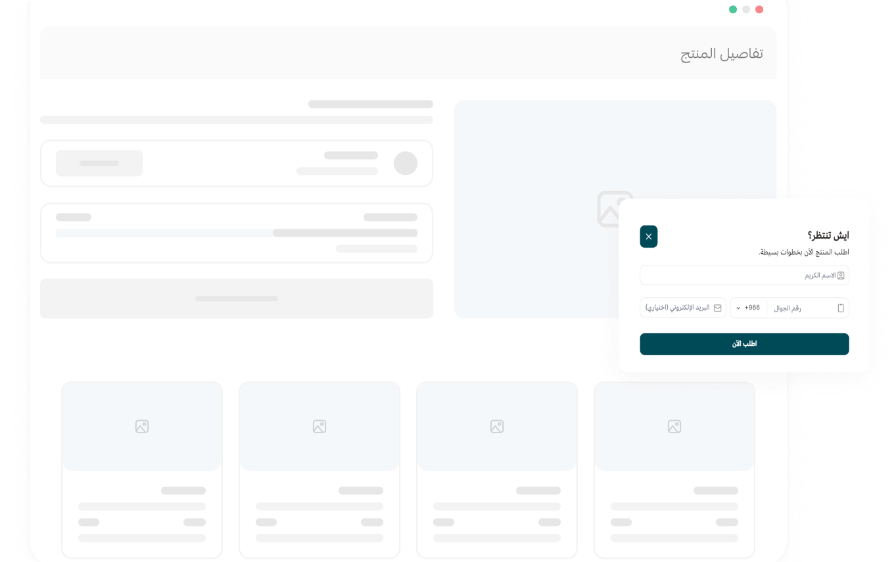 تفاصيل المنتج
ايش تنتظر؟
اطلب المنتج الآن بخطوات بسيطة.
الاسم الكريم
رقم الجوال
+966
البريد الإلكتروني (اختياري)
اطلب الآن